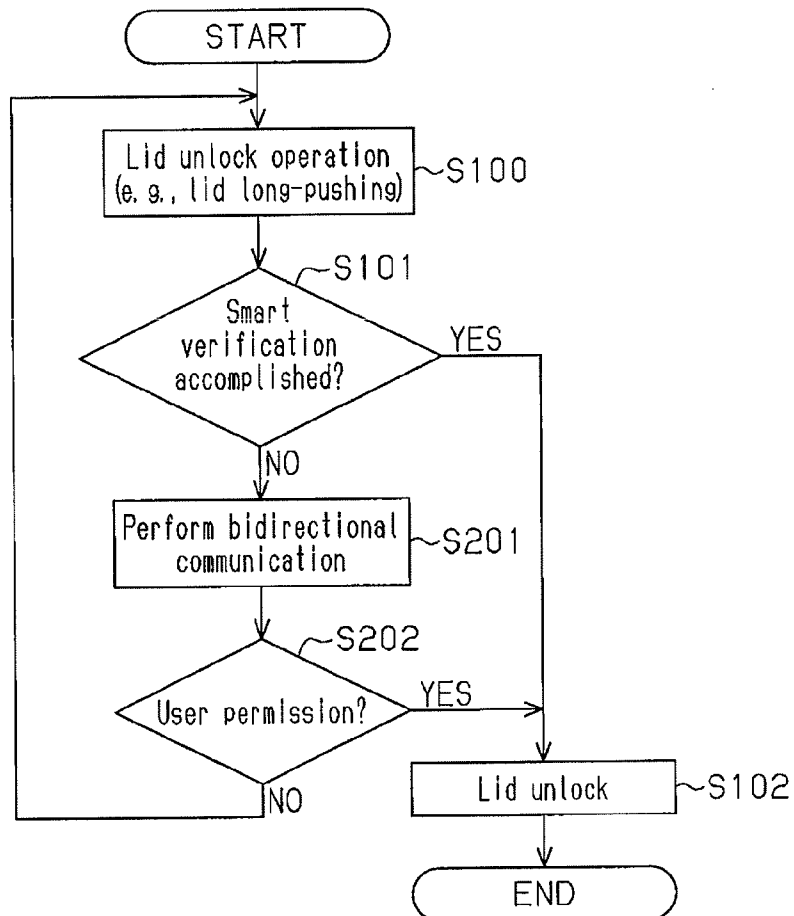 START
Lid unlock operation
(e.g., lid long-pushing)
S100
S101
Smart
verification
accomplished?
YES
NO
Perform bidirectional
communication
S201
S202
User permission?
YES
NO
Lid unlock
S102
END